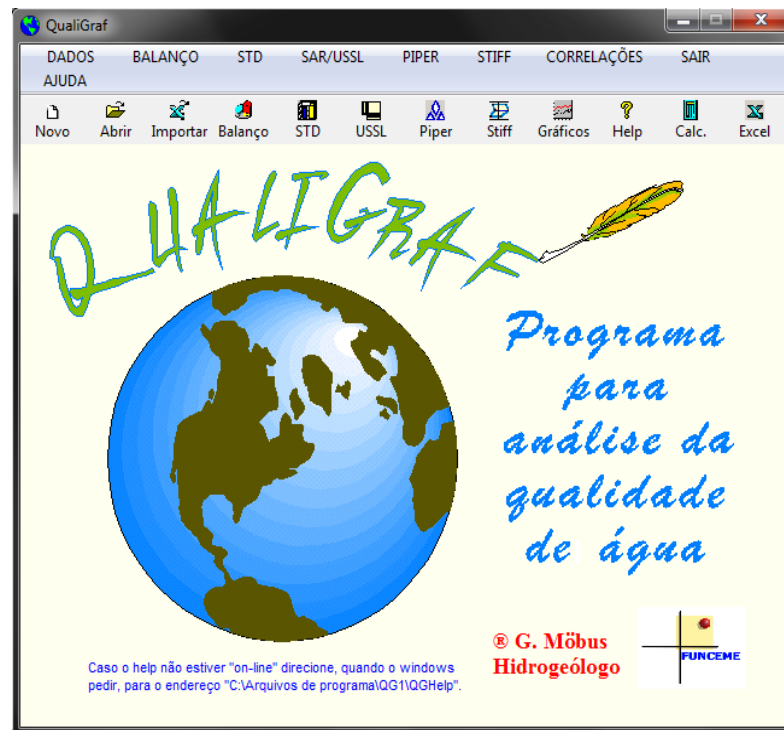 QualiGraf
DADOS BALANÇO STD SAR/USSL PIPER STIFF CORRELAÇÕES SAIR
AJUDA
Novo Abrir Importar Balanço STD USSL Piper Stiff Gráficos Help Calc. Excel
QUALIGRAF
Programa
para
análise da
qualidade
de água
® G. Möbus
Hidrogeólogo
FUNCEME
Caso o help não estiver "on-line" direcione, quando o windows
pedir, para o endereço "C:\Arquivos de programa\QG1\QGHelp".